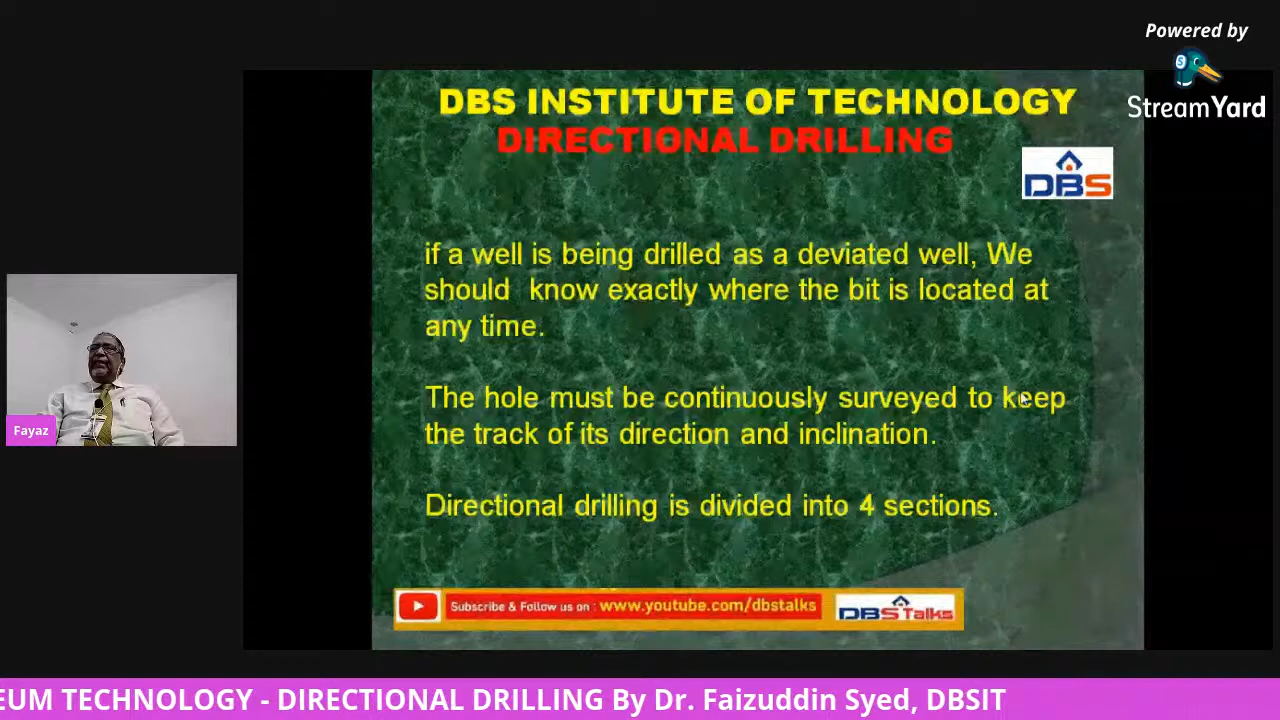 Powered by
StreamYard
DBS INSTITUTE OF TECHNOLOGY
DIRECTIONAL DRILLING
DBS
if a well is being drilled as a deviated well, We
should know exactly where the bit is located at
any time.
The hole must be continuously surveyed to keep
the track of its direction and inclination.
Directional drilling is divided into 4 sections.
Fayaz
Subscribe & Follow us on : www.youtube.com/dbstalks
DBS Talks
EUM TECHNOLOGY - DIRECTIONAL DRILLING By Dr. Faizuddin Syed, DBSIT